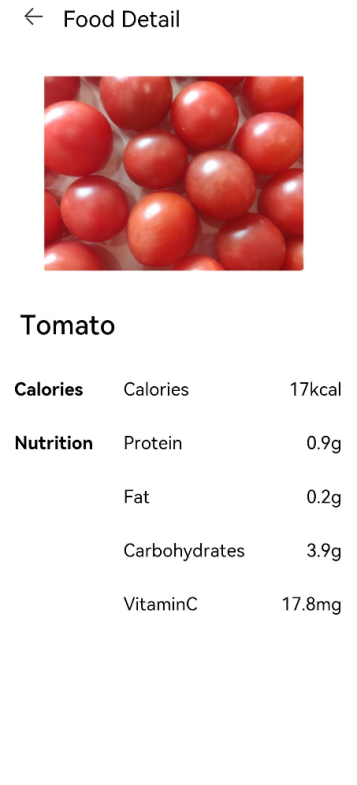 Food Detail
Tomato
Calories Calories 17kcal
Nutrition Protein 0.9g
Fat 0.2g
Carbohydrates 3.9g
VitaminC 17.8mg